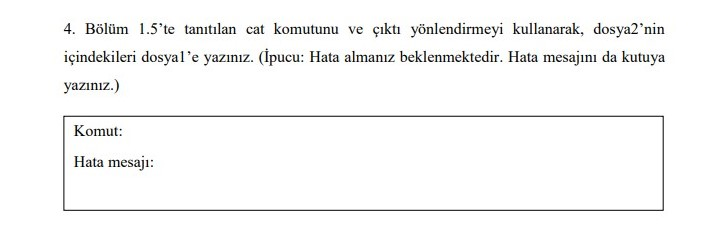 4. Bölüm 1.5’te tanıtılan cat komutunu ve çıktı yönlendirmeyi kullanarak, dosya2’nin
içindekileri dosya1’e yazınız. (İpucu: Hata almanız beklenmektedir. Hata mesajını da kutuya
yazınız.)
Komut:
Hata mesajı: